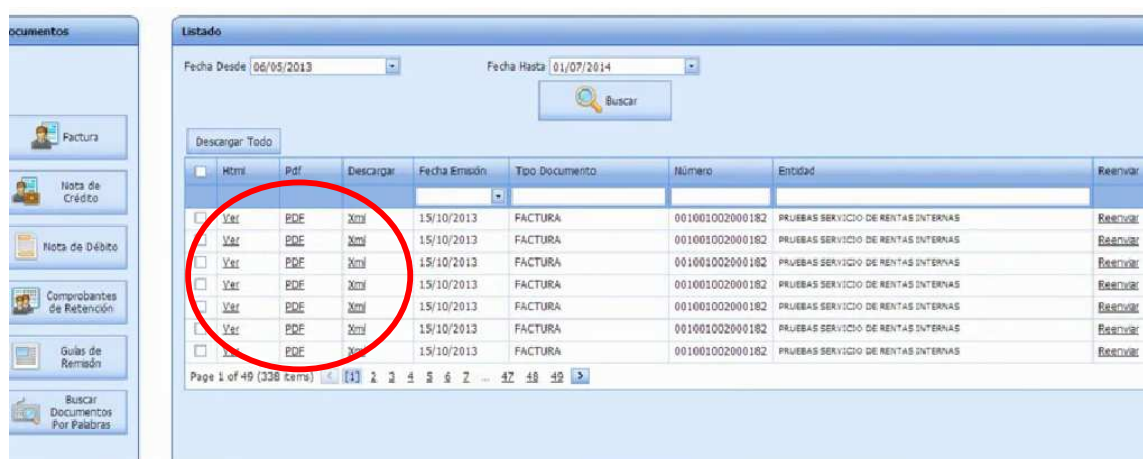 ocumentos
Factura
Nota de
Crédito
Nota de Débito
Comprobantes
de Retención
Guías de
Remisón
Buscar
Documentos
Por Palabras
Listado
Fecha Desde 06/05/2013 Fecha Hasta 01/07/2014
Buscar
Descargar Todo
Html Pdf Descargar Fecha Emisión Tipo Documento Número Entidad Reenviar
Ver PDF Xml 15/10/2013 FACTURA 001001002000182 PRUEBAS SERVICIO DE RENTAS INTERNAS Reenviar
Ver PDF Xml 15/10/2013 FACTURA 001001002000182 PRUEBAS SERVICIO DE RENTAS INTERNAS Reenviar
Ver PDF Xml 15/10/2013 FACTURA 001001002000182 PRUEBAS SERVICIO DE RENTAS INTERNAS Reenviar
Ver PDF Xml 15/10/2013 FACTURA 001001002000182 PRUEBAS SERVICIO DE RENTAS INTERNAS Reenviar
Ver PDF Xml 15/10/2013 FACTURA 001001002000182 PRUEBAS SERVICIO DE RENTAS INTERNAS Reenviar
Ver PDF Xml 15/10/2013 FACTURA 001001002000182 PRUEBAS SERVICIO DE RENTAS INTERNAS Reenviar
Ver PDF Xml 15/10/2013 FACTURA 001001002000182 PRUEBAS SERVICIO DE RENTAS INTERNAS Reenviar
Page 1 of 49 (338 items) < [1] 2 3 4 5 6 7 … 47 48 49 >